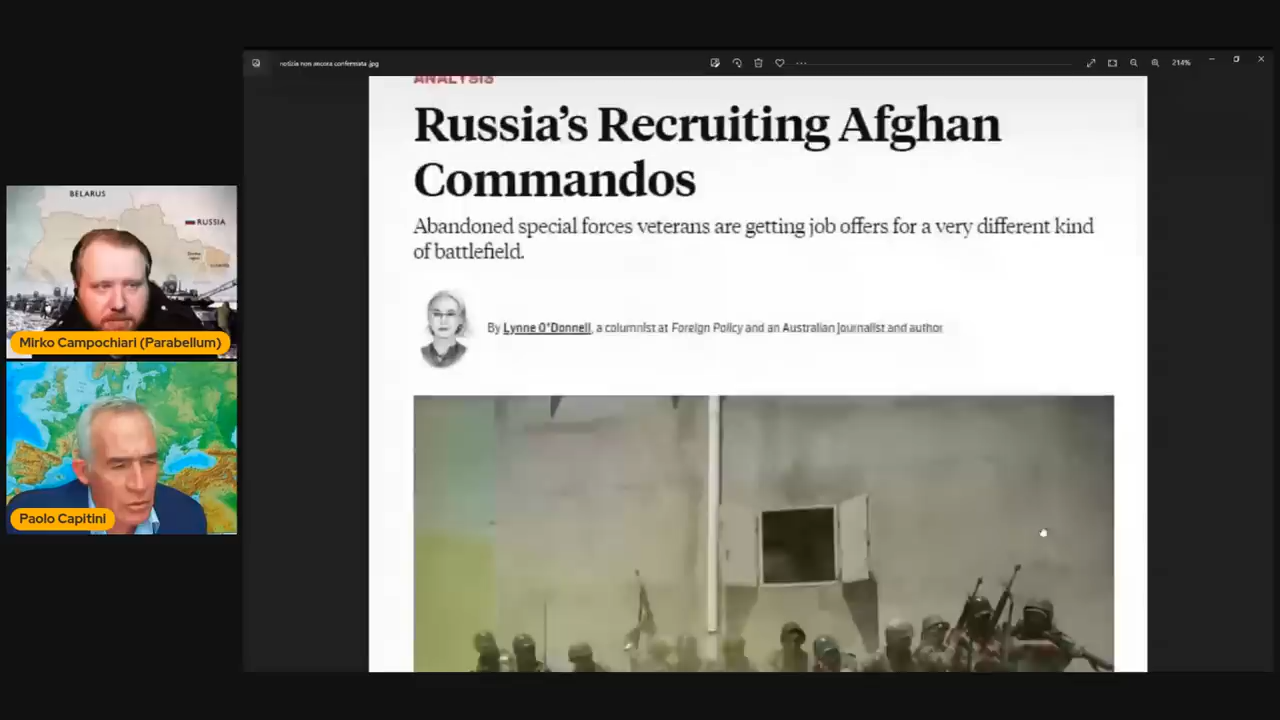 notizia non ancora confermata.jpg
214%
ANALYSIS
Russia’s Recruiting Afghan
Commandos
Abandoned special forces veterans are getting job offers for a very different kind
of battlefield.
By Lynne O’Donnell, a columnist at Foreign Policy and an Australian journalist and author
BELARUS
RUSSIA
Mirko Campochiari (Parabellum)
Paolo Capitini